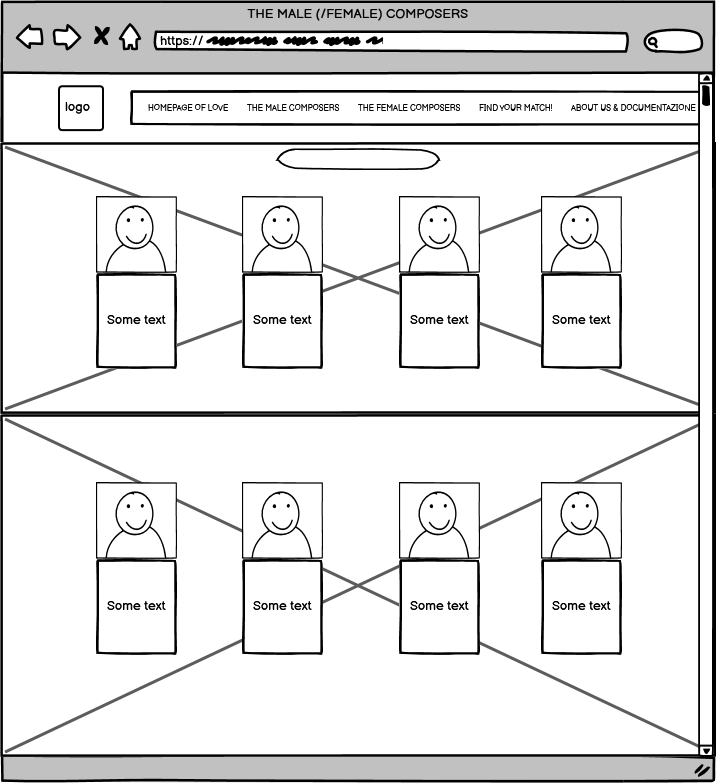 THE MALE (/FEMALE) COMPOSERS
https://
logo
HOMEPAGE OF LOVE THE MALE COMPOSERS THE FEMALE COMPOSERS FIND YOUR MATCH! ABOUT US & DOCUMENTAZIONE
Some text Some text Some text Some text
Some text Some text Some text Some text